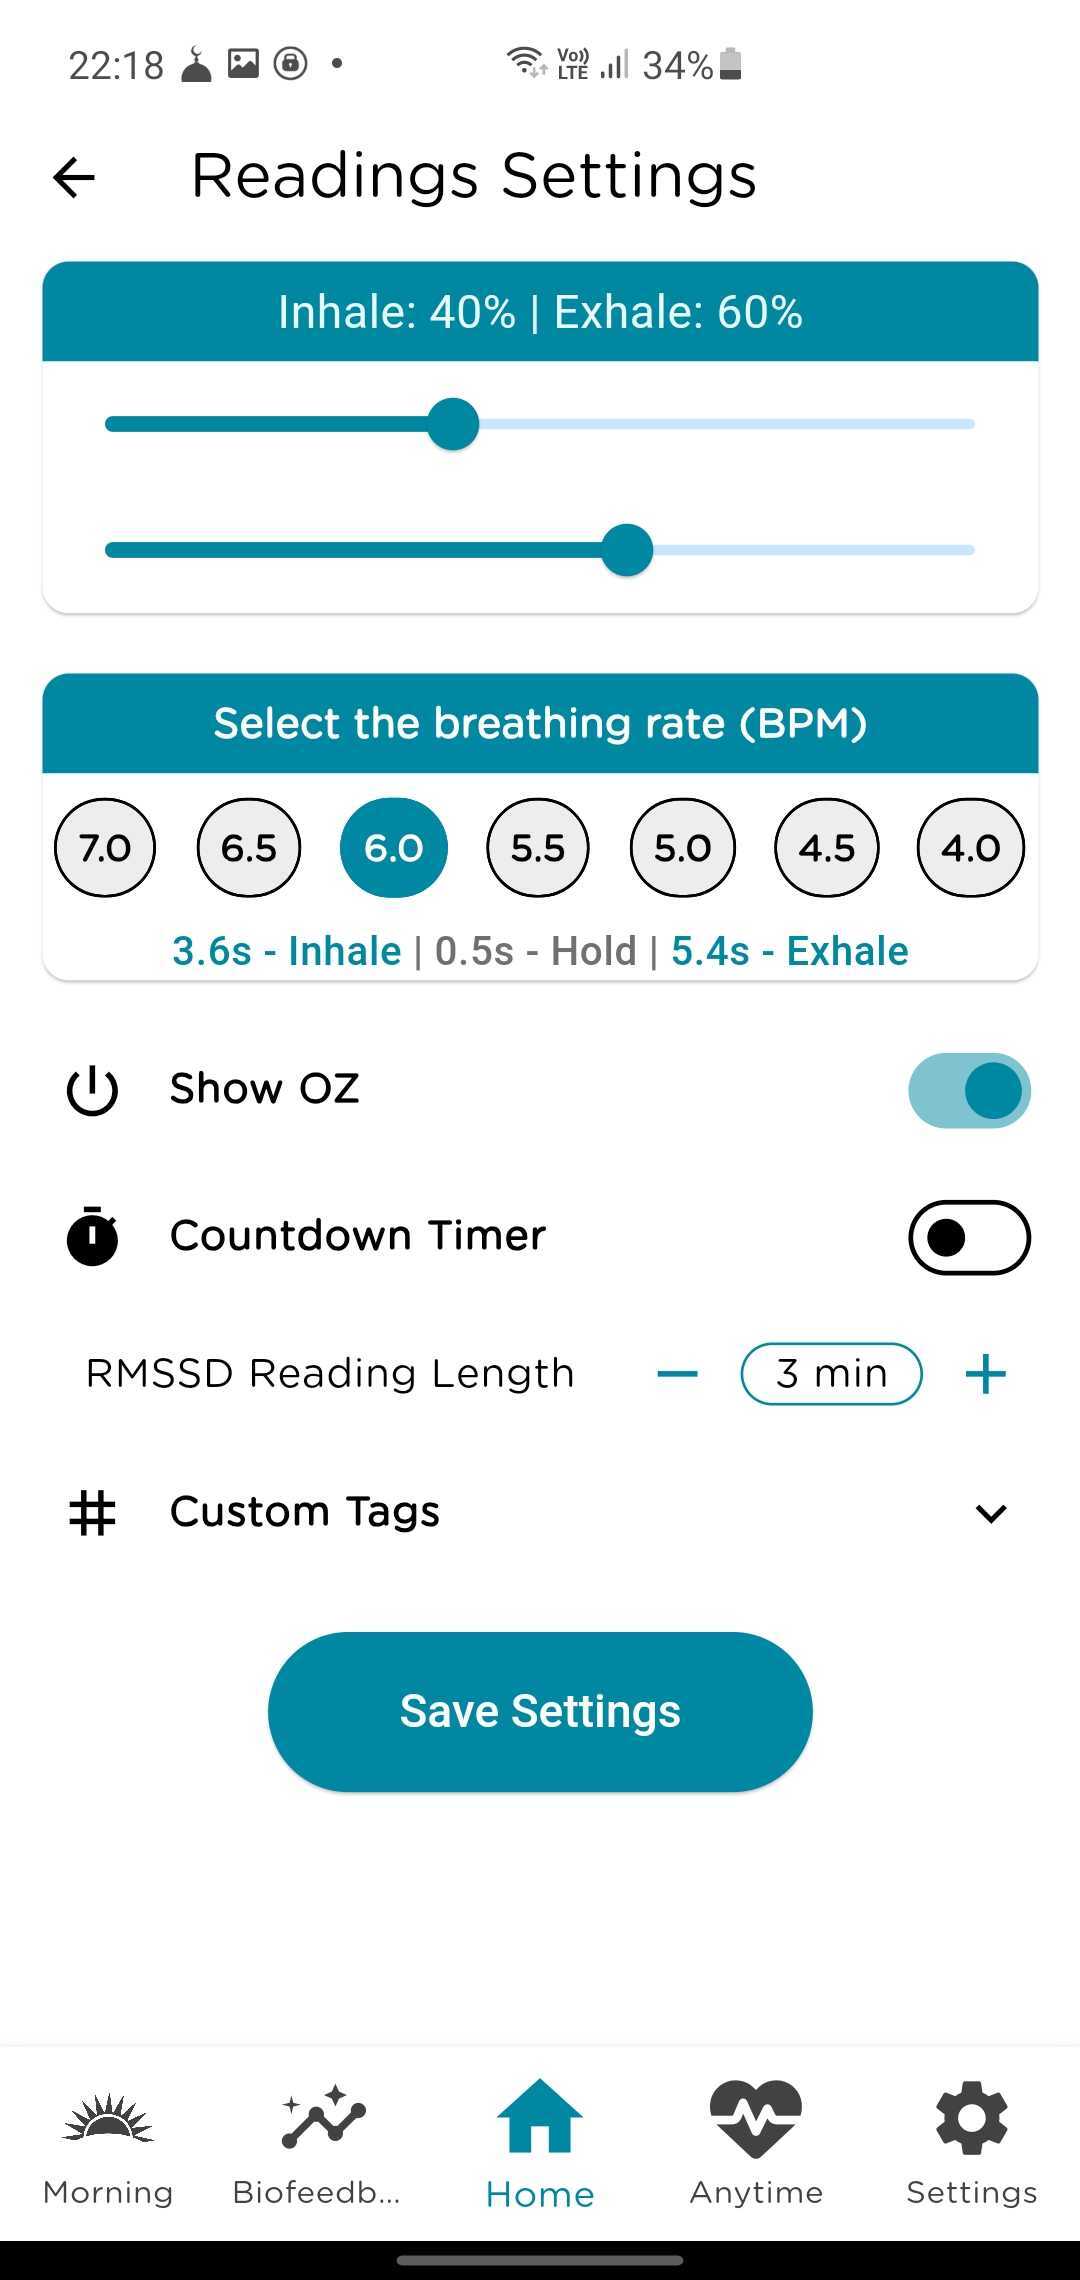 22:18 Vo)) LTE 34%
Readings Settings
Inhale: 40% | Exhale: 60%
Select the breathing rate (BPM)
7.0 6.5 6.0 5.5 5.0 4.5 4.0
3.6s - Inhale | 0.5s - Hold | 5.4s - Exhale
Show OZ
Countdown Timer
RMSSD Reading Length — 3 min +
Custom Tags
Save Settings
Morning Biofeedb... Home Anytime Settings